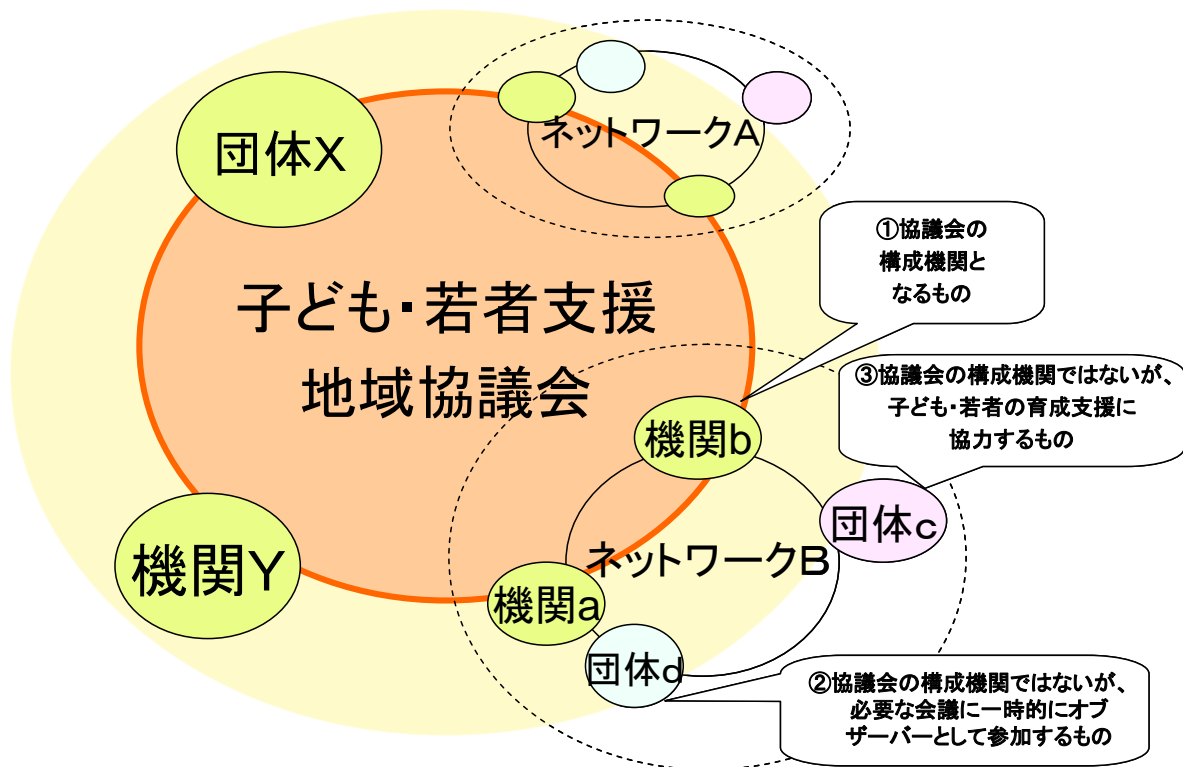 団体X
ネットワークA
①協議会の
構成機関と
なるもの
子ども・若者支援
地域協議会
③協議会の構成機関ではないが、
子ども・若者の育成支援に
協力するもの
機関b
団体c
機関Y
ネットワークB
機関a
団体d
②協議会の構成機関ではないが、
必要な会議に一時的にオブ
ザーバーとして参加するもの